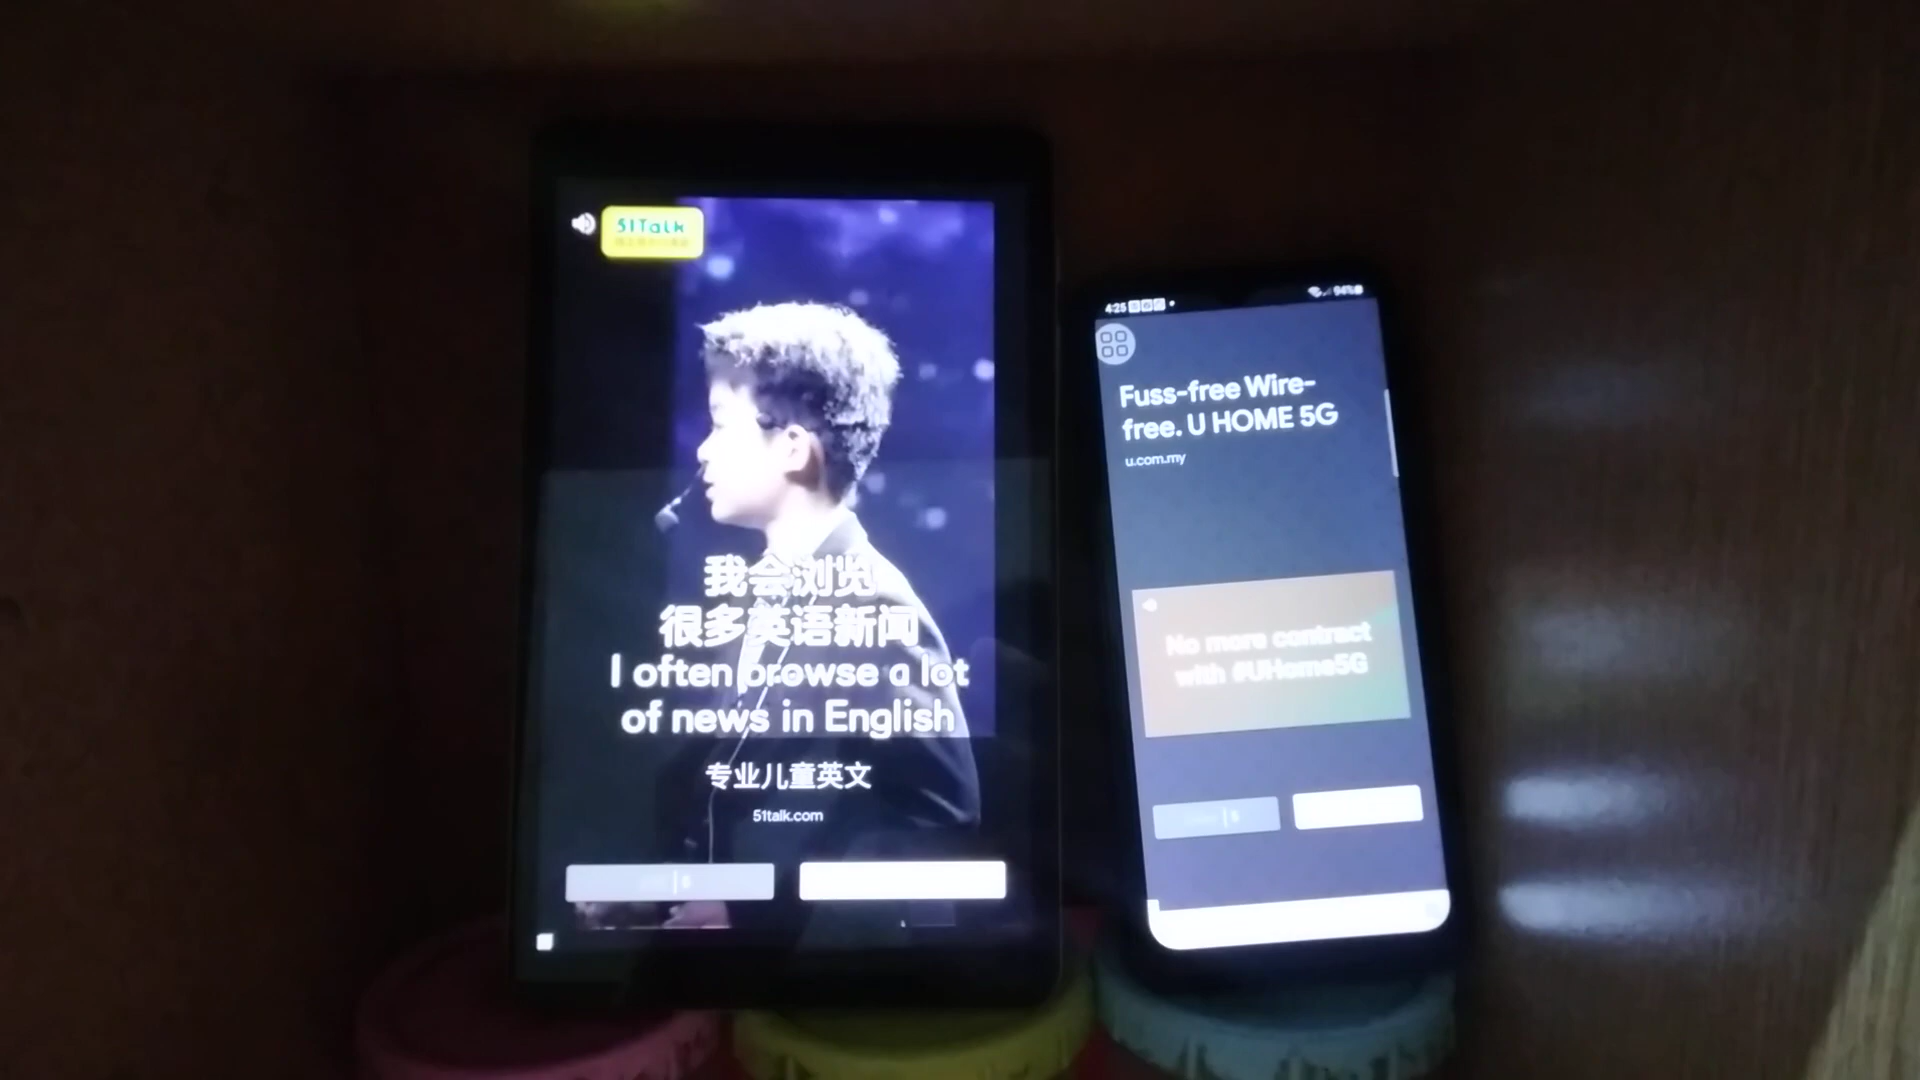 51Talk
我会浏览
很多英语新闻
I often browse a lot
of news in English
专业儿童英文
51talk.com
4:25
94%
Fuss-free Wire-
free. U HOME 5G
u.com.my
No more contract
with #UHome5G